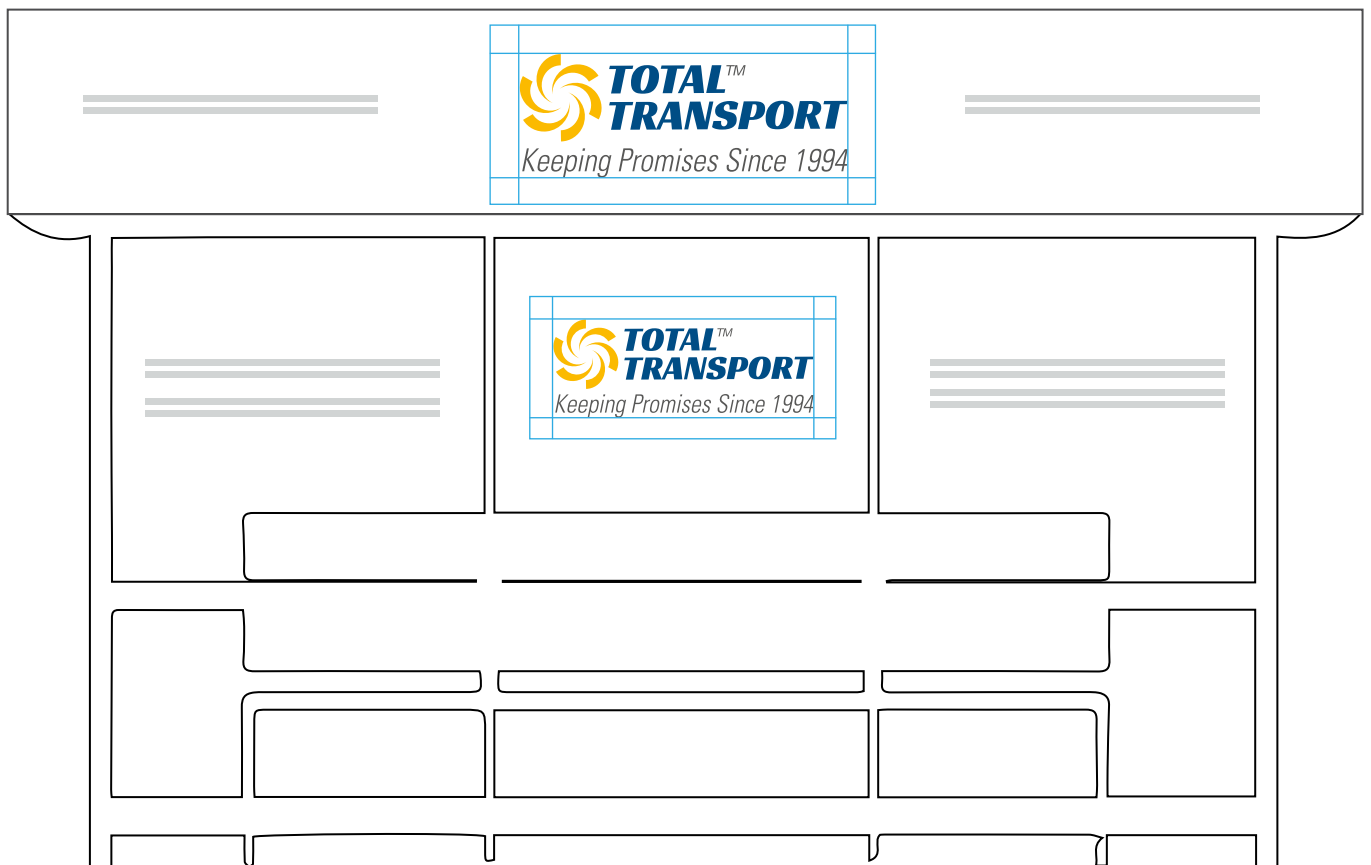 TOTAL™
TRANSPORT
Keeping Promises Since 1994
TOTAL™
TRANSPORT
Keeping Promises Since 1994